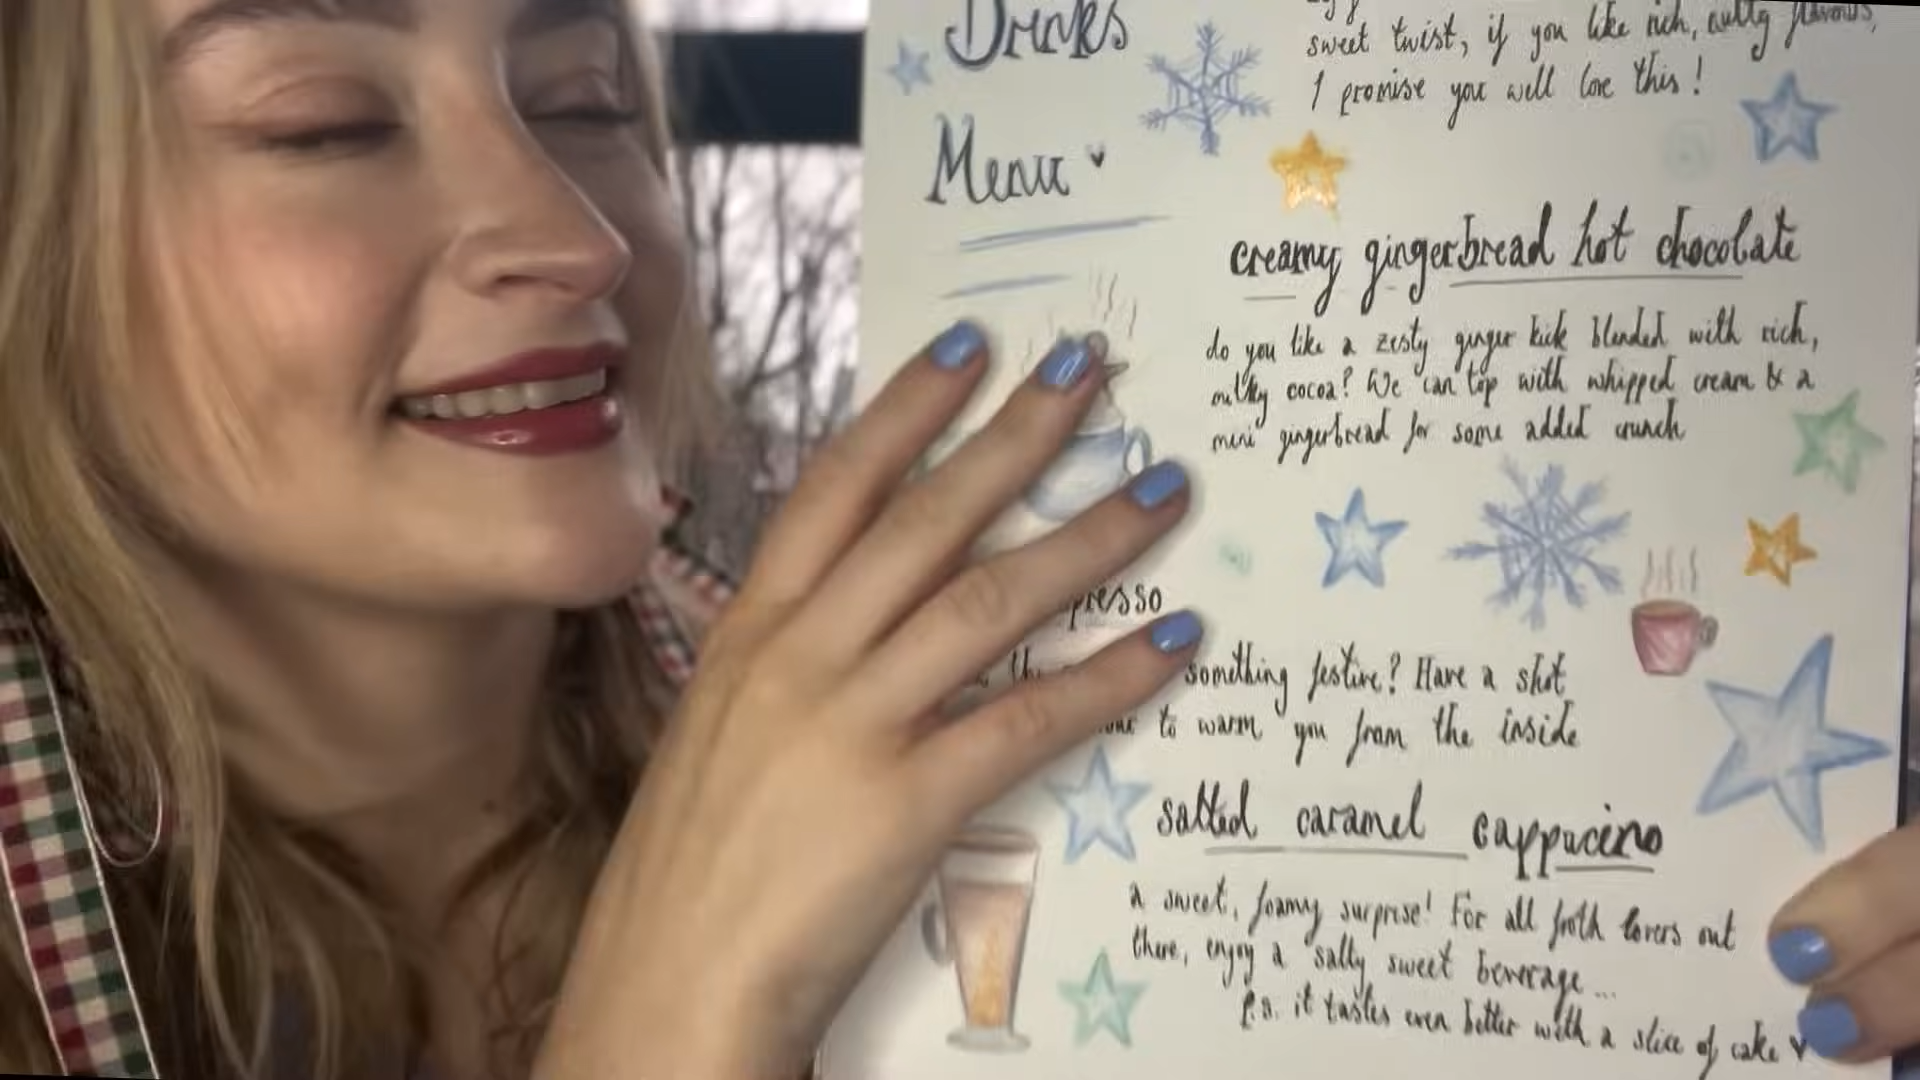 Drinks
Menu
sweet twist, if you like rich, nutty flavours,
I promise you will love this!
creamy gingerbread hot chocolate
do you like a zesty ginger kick blended with rich,
milky cocoa? We can top with whipped cream & a
mini gingerbread for some added crunch
something festive? Have a shot
to warm you from the inside
salted caramel cappucino
a sweet, foamy surprise! For all froth lovers out
there, enjoy a salty sweet beverage...
P.s. it tastes even better with a slice of cake